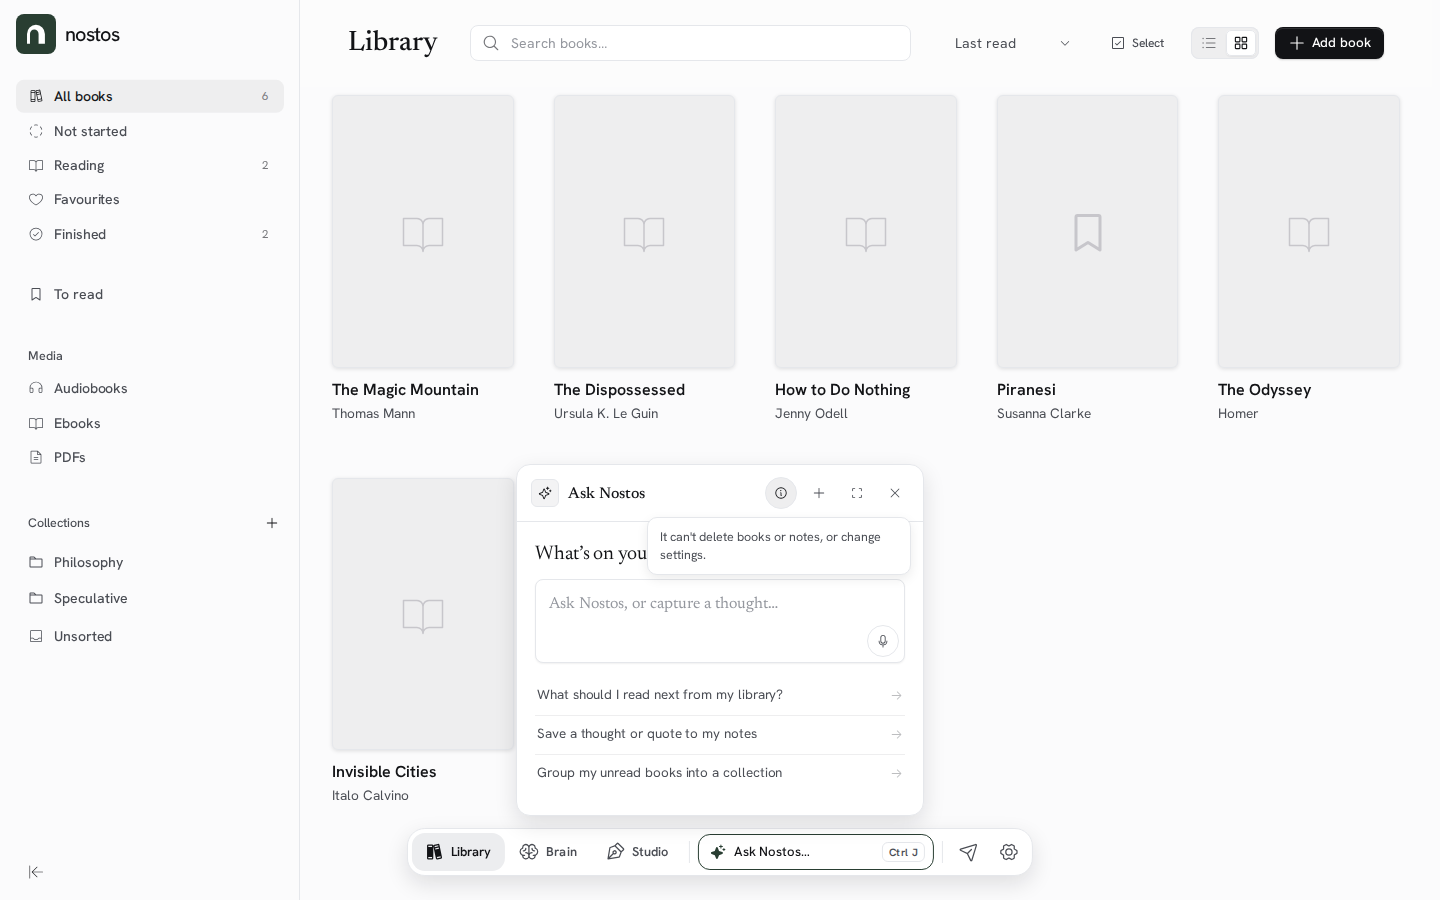 nostos
Library
Search books...
Last read
Select
Add book
All books
6
Not started
Reading
2
Favourites
Finished
2
To read
Media
Audiobooks
Ebooks
PDFs
Collections
Philosophy
Speculative
Unsorted
The Magic Mountain
Thomas Mann
The Dispossessed
Ursula K. Le Guin
How to Do Nothing
Jenny Odell
Piranesi
Susanna Clarke
The Odyssey
Homer
Invisible Cities
Italo Calvino
Ask Nostos
It can't delete books or notes, or change
settings.
What's on you
Ask Nostos, or capture a thought...
What should I read next from my library?
Save a thought or quote to my notes
Group my unread books into a collection
Library
Brain
Studio
Ask Nostos...
Ctrl J